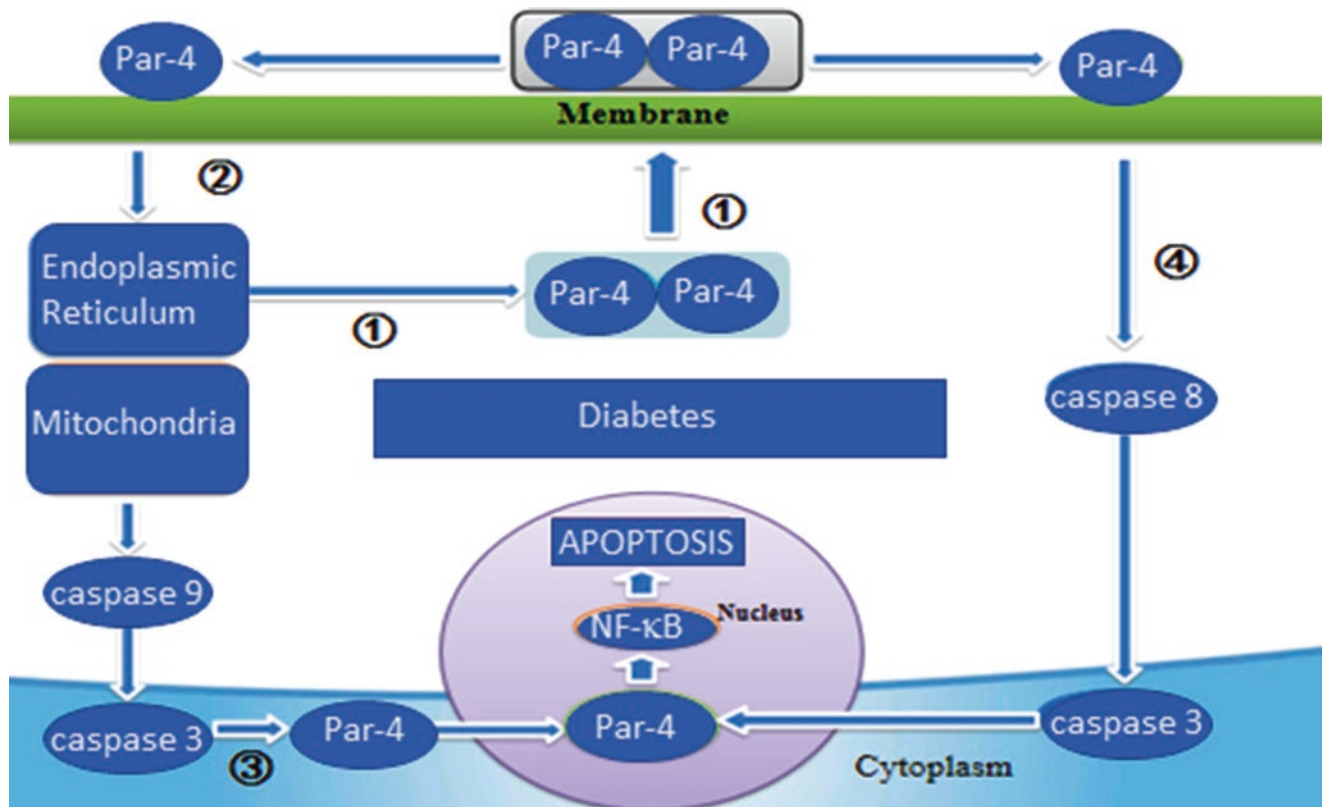 Par-4
Par-4
Par-4
Par-4
Membrane
②
①
Endoplasmic
Reticulum
Par-4
Par-4
④
①
Mitochondria
Diabetes
caspase 8
APOPTOSIS
caspase 9
NF-κB
Nucleus
caspase 3
Par-4
Par-4
caspase 3
③
Cytoplasm